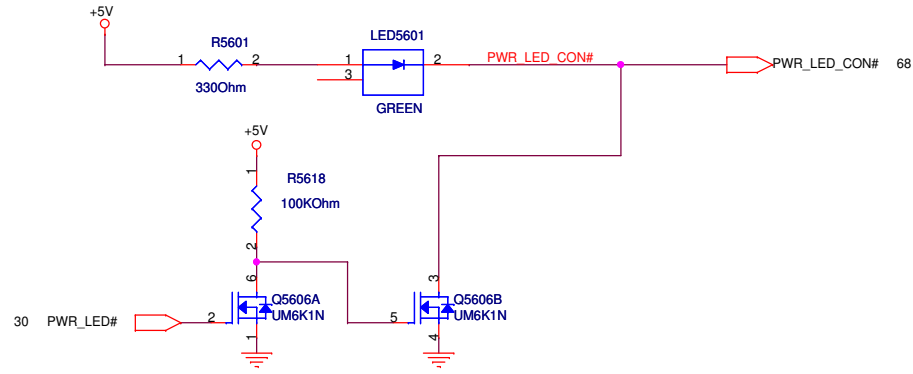 +5V
R5601
1
2
330Ohm
LED5601
1
2
3
GREEN
PWR_LED_CON#
PWR_LED_CON# 68
+5V
1
R5618
100KOhm
2
6
Q5606A
UM6K1N
30 PWR_LED#
2
1
3
Q5606B
UM6K1N
5
4